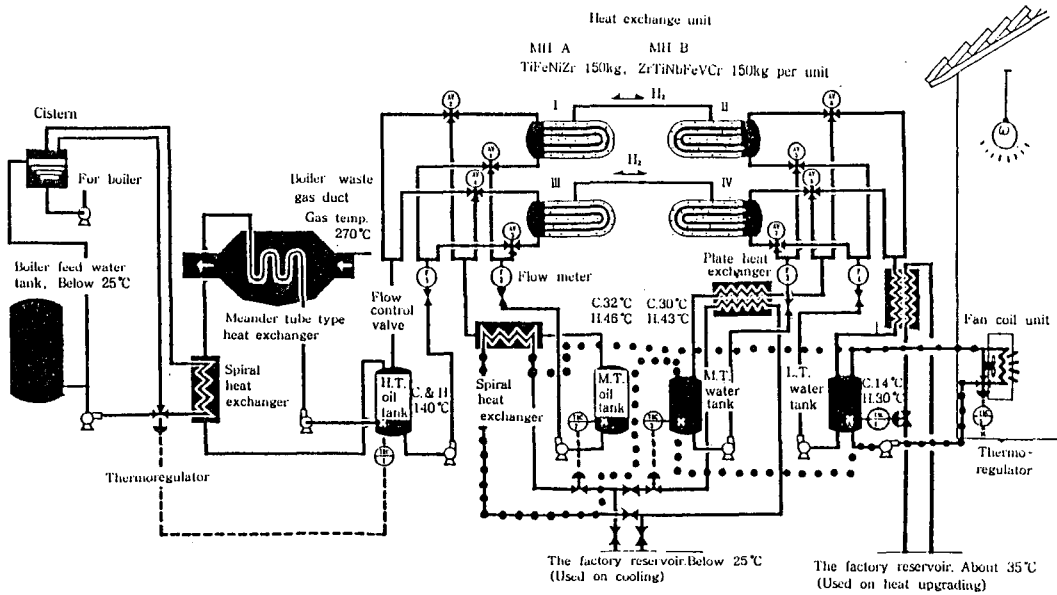 Heat exchange unit
MH A
MH B
TiFeNiZr 150kg, ZrTiNbFeVCr 150kg per unit
I
H₂
II
Cistern
For boiler
Boiler waste
gas duct
Gas temp.
270℃
H₂
III
IV
Boiler feed water
tank, Below 25℃
Meander tube type
heat exchanger
Flow
control
valve
Flow meter
Plate heat
exchanger
C.32℃
H.46℃
C.30℃
H.43℃
Fan coil unit
Spiral
heat
exchanger
H.T.
oil
tank
C. & H.
140℃
Spiral
heat
exchanger
M.T.
oil
tank
M.T.
water
tank
L.T.
water
tank
C.14℃
H.30℃
Thermoregulator
Thermo-
regulator
The factory reservoir. Below 25℃
(Used on cooling)
The factory reservoir. About 35℃
(Used on heat upgrading)